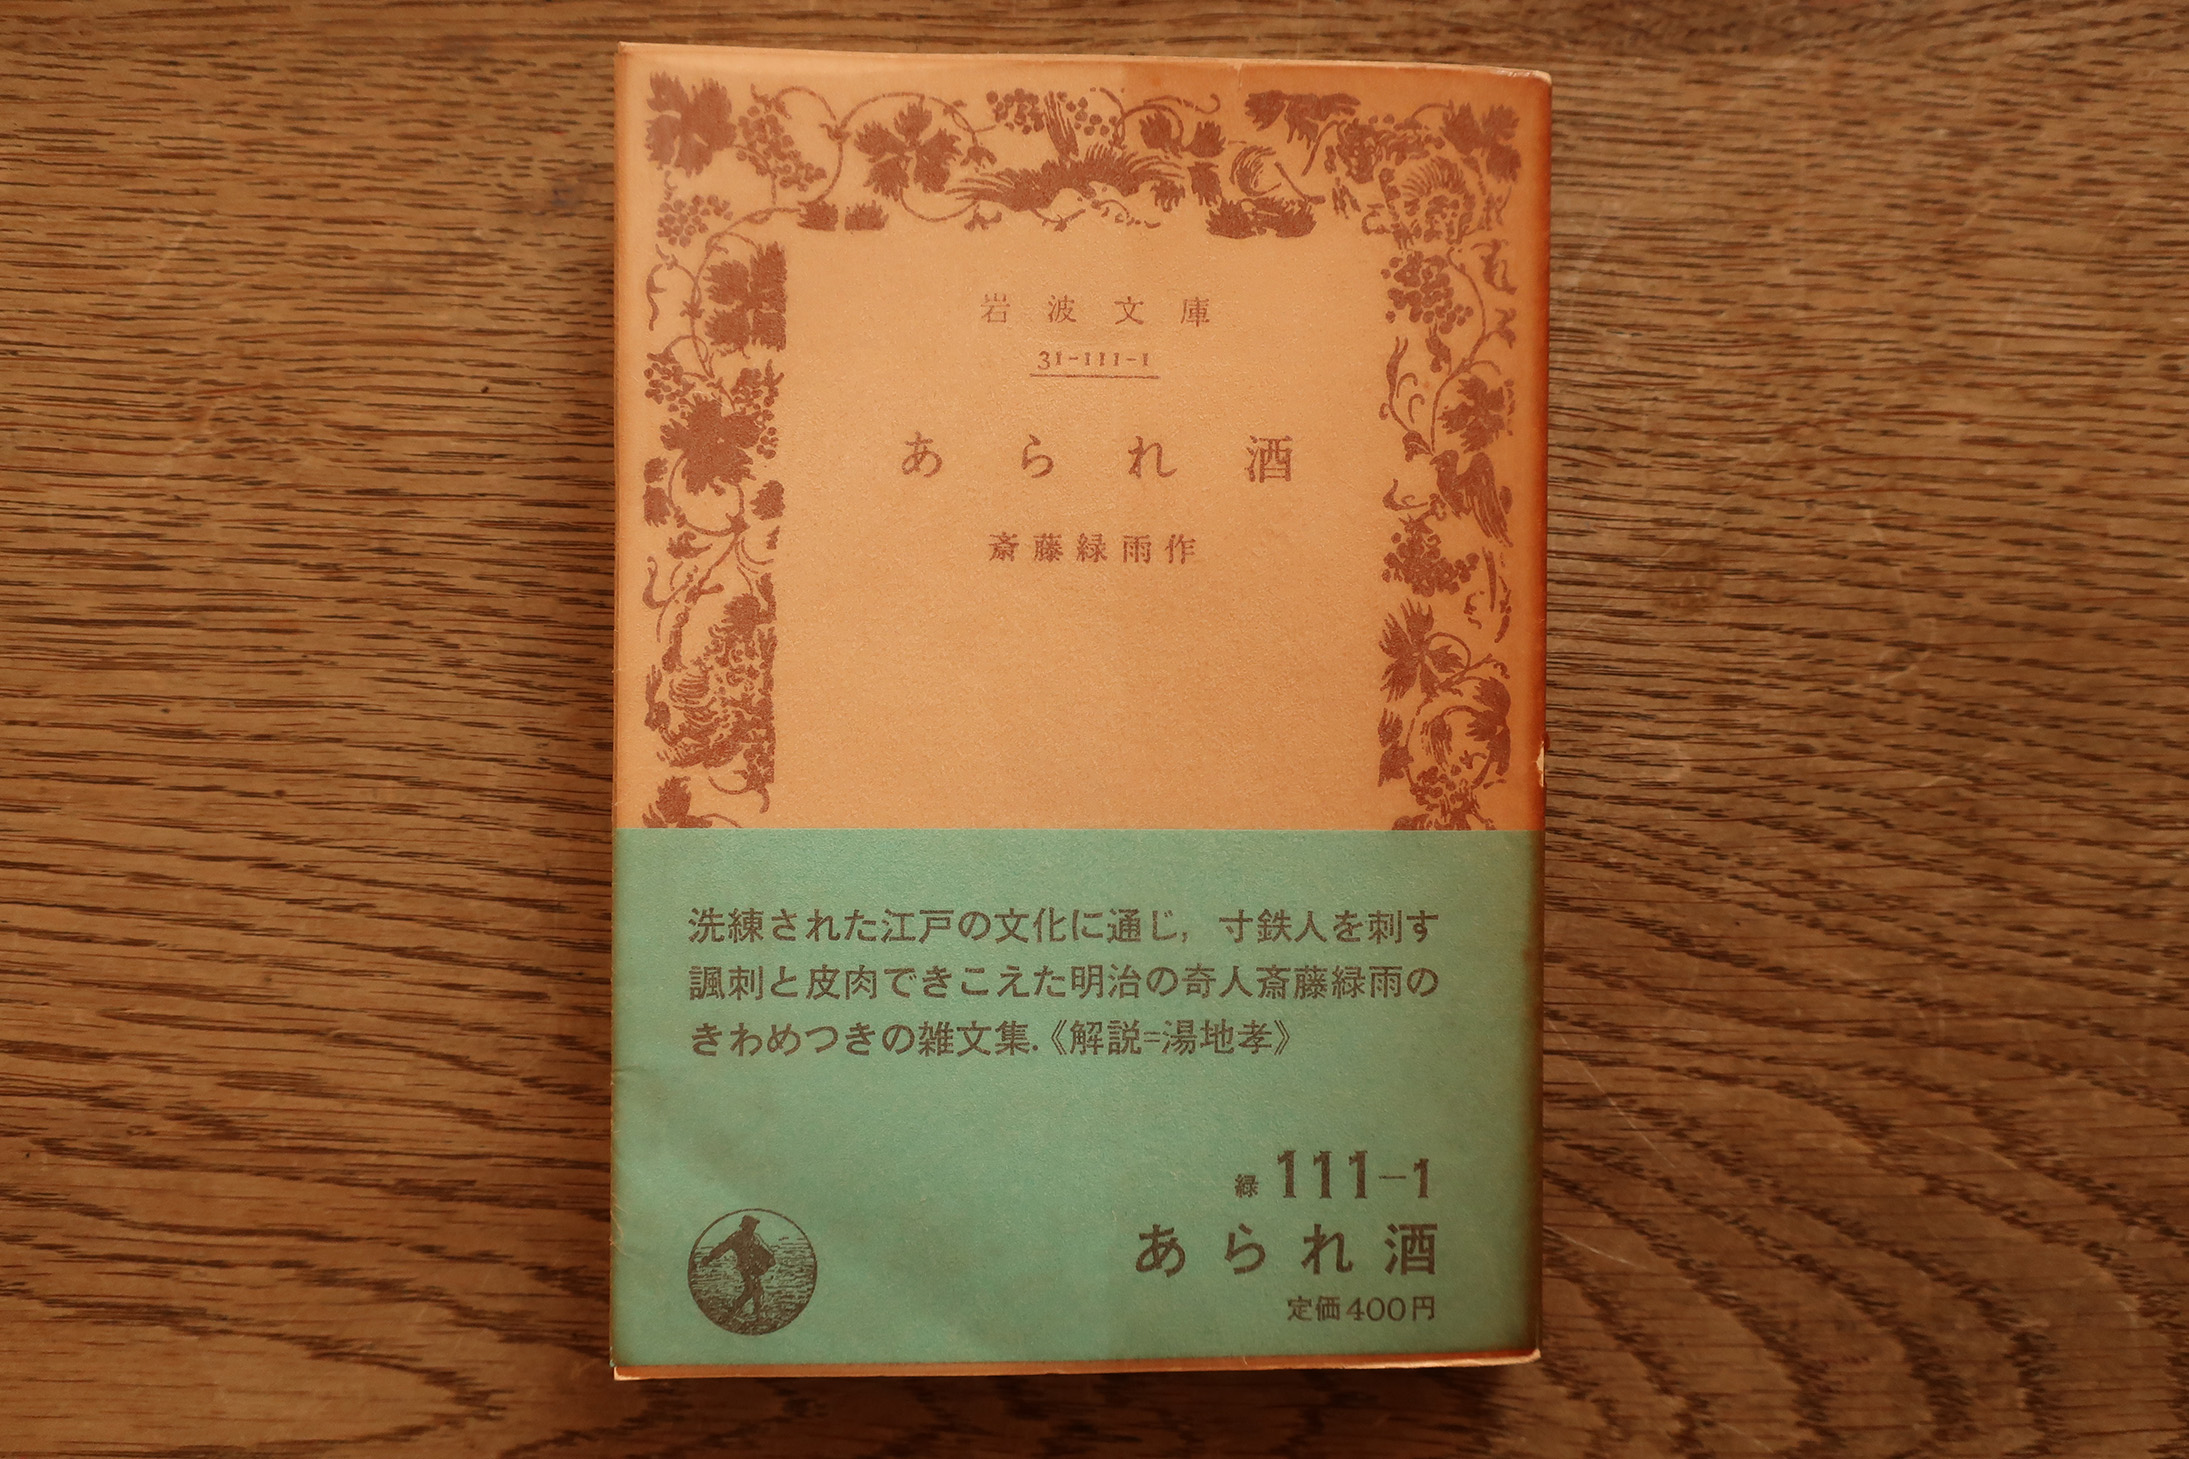 岩波文庫
31-111-1
あられ酒
斎藤緑雨作
洗練された江戸の文化に通じ，寸鉄人を刺す
諷刺と皮肉できこえた明治の奇人斎藤緑雨の
きわめつきの雑文集.《解説=湯地孝》
緑 111-1
あられ酒
定価400円